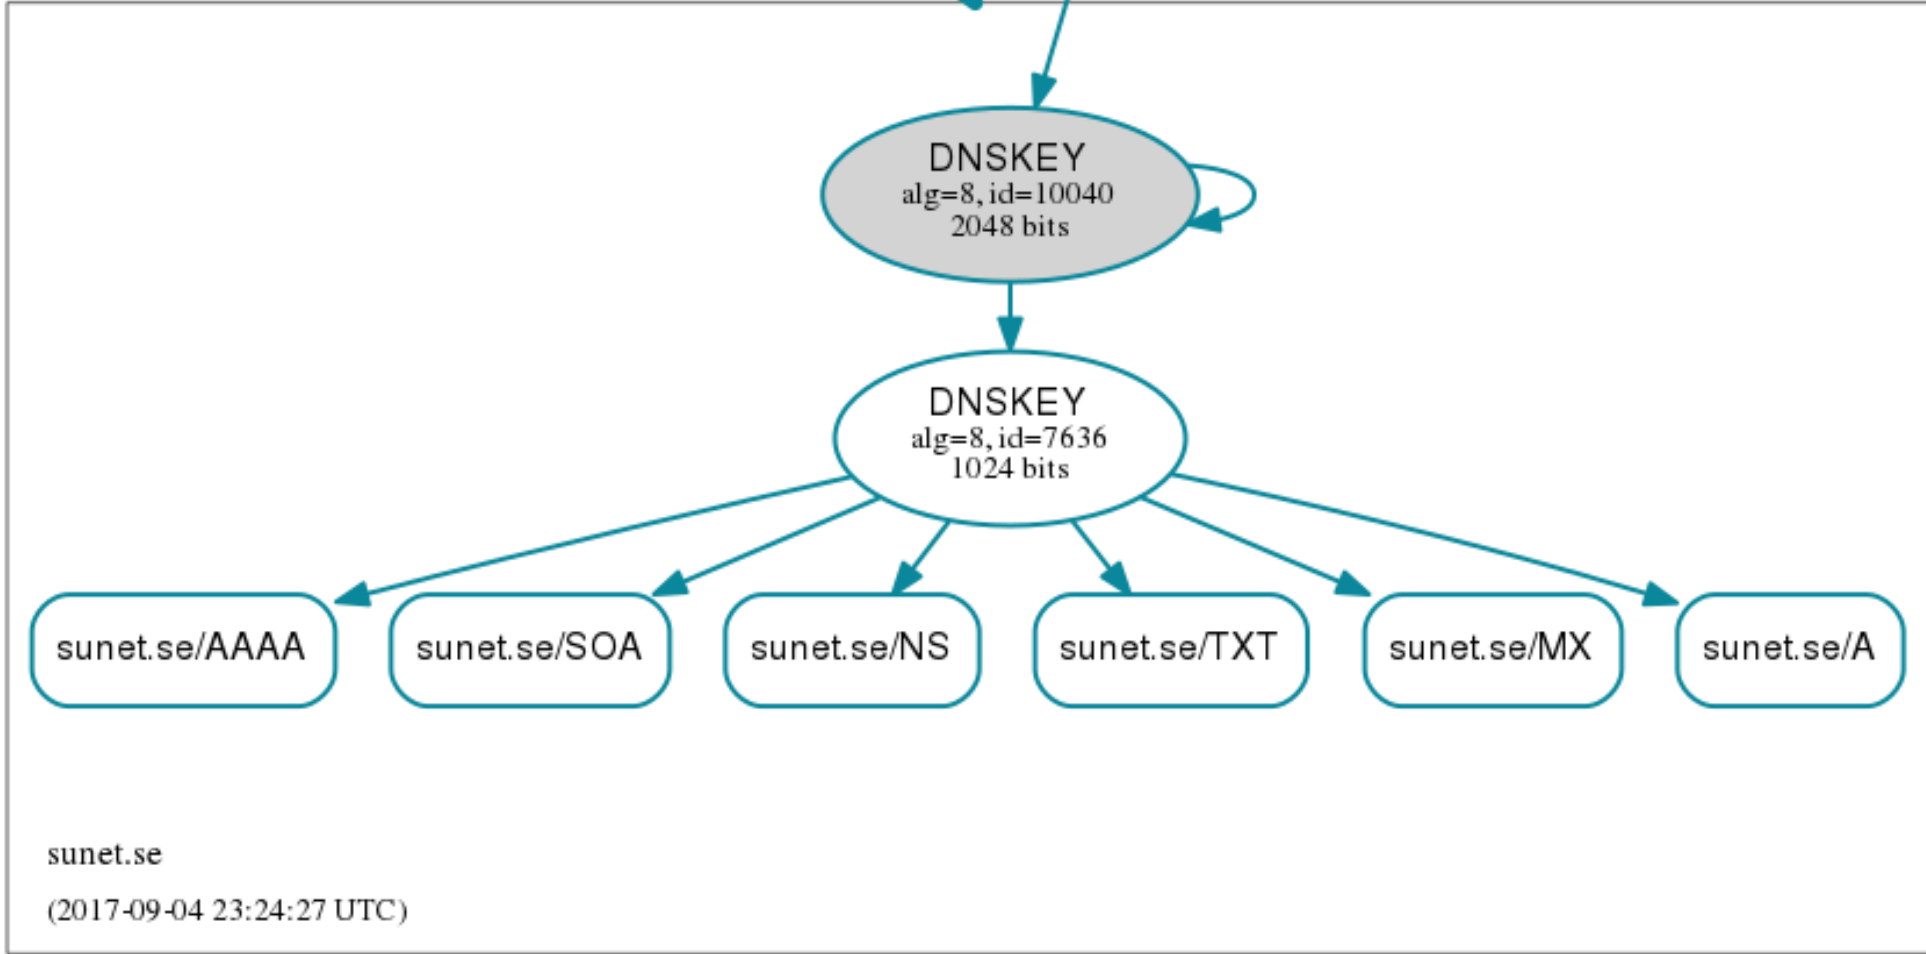 DNSKEY
alg=8, id=10040
2048 bits
DNSKEY
alg=8, id=7636
1024 bits
sunet.se/AAAA
sunet.se/SOA
sunet.se/NS
sunet.se/TXT
sunet.se/MX
sunet.se/A
sunet.se
(2017-09-04 23:24:27 UTC)